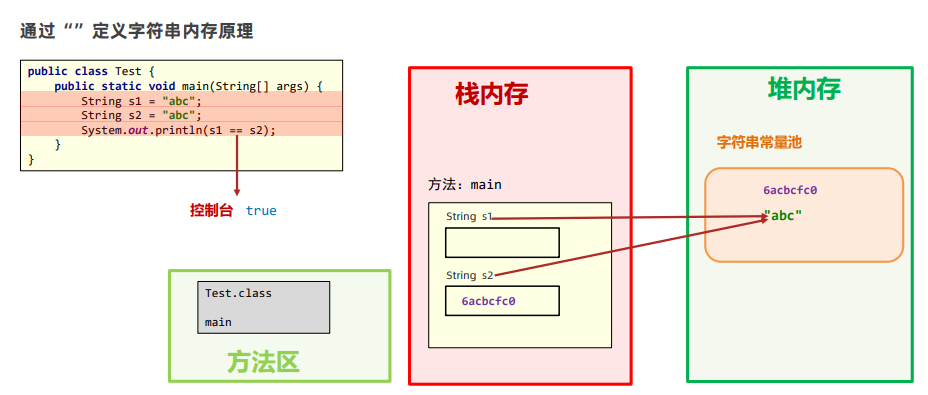 通过 “” 定义字符串内存原理
public class Test {
public static void main(String[] args) {
String s1 = "abc";
String s2 = "abc";
System.out.println(s1 == s2);
}
}
控制台 true
Test.class
main
方法区
栈内存
方法：main
String s1
String s2
6acbcfc0
堆内存
字符串常量池
6acbcfc0
"abc"